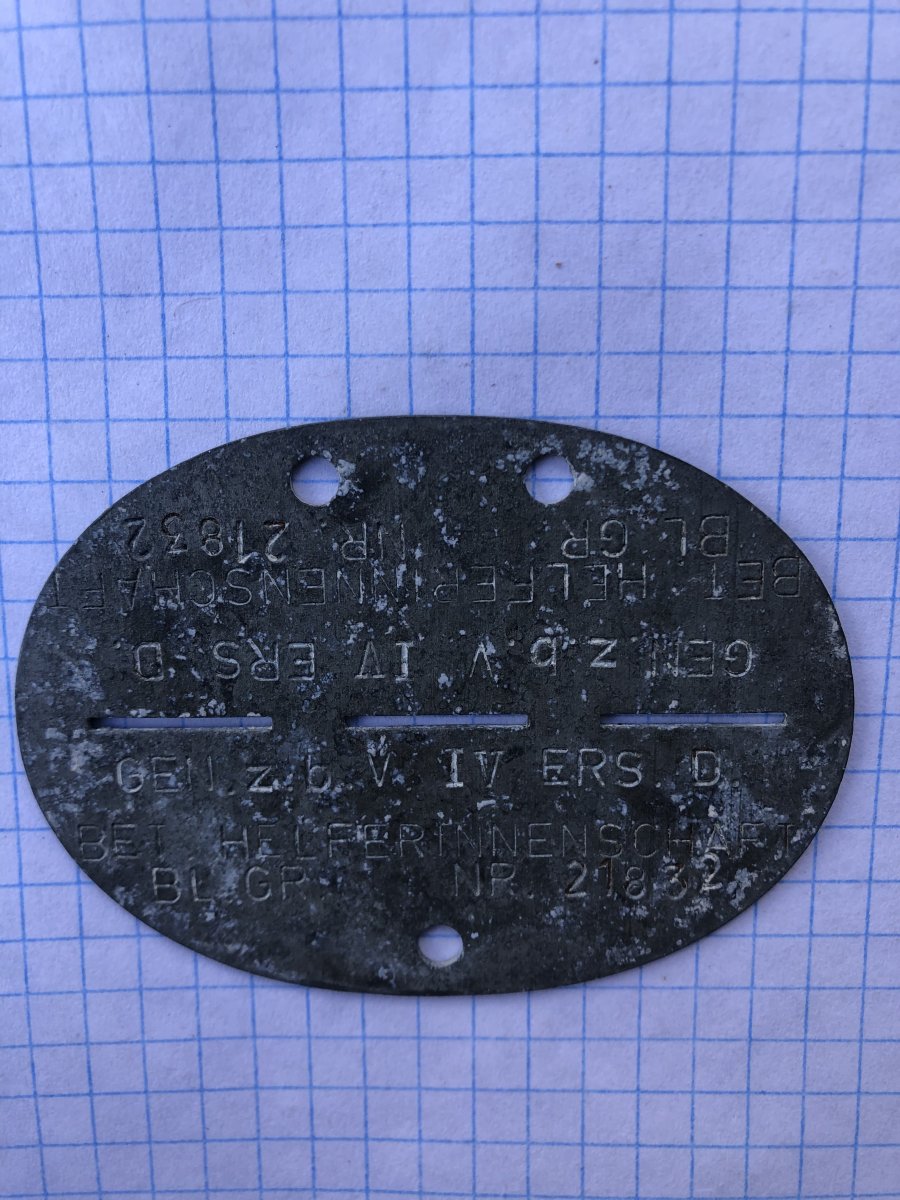 BL. GR. NR. 21832
BET. HELFERINNENSCHAFT
GEN.z.b.V. IV ERS D.
GEN.z.b.V. IV ERS D.
BET. HELFERINNENSCHAFT
BL.GR. NR. 21832